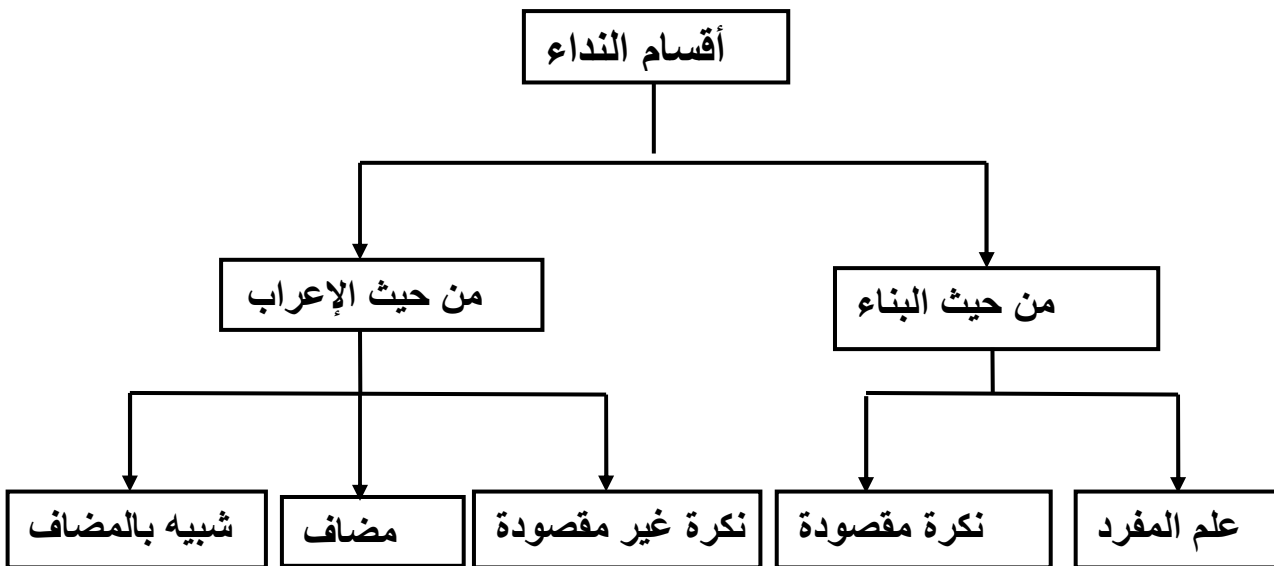 أقسام النداء
من حيث البناء
من حيث الإعراب
علم المفرد
نكرة مقصودة
نكرة غير مقصودة
مضاف
شبيه بالمضاف